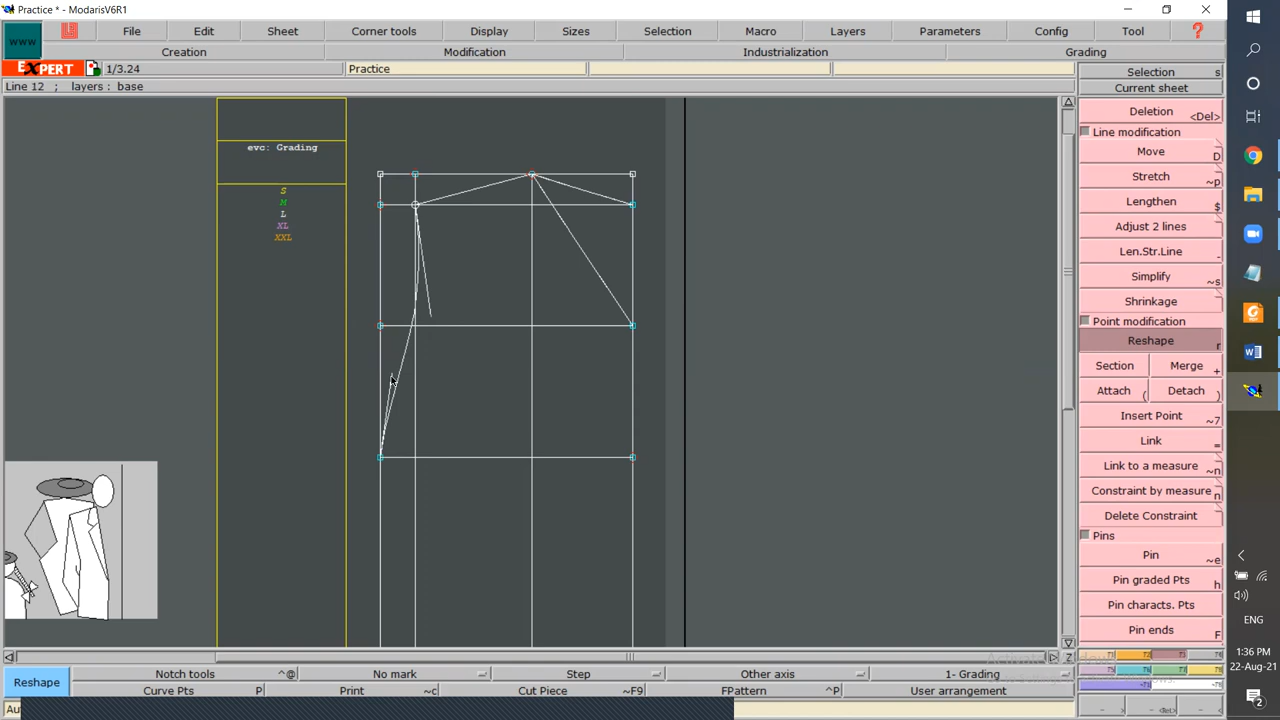 Practice * - ModarisV6R1
WWW
File Edit Sheet Corner tools Display Sizes Selection Macro Layers Parameters Config Tool ?
Creation Modification Industrialization Grading
EXPERT 1/3.24 Practice
Line 12 ; layers : base
Selection s
Current sheet
Deletion <Del>
Line modification
Move D
Stretch ~p
Lengthen $
Adjust 2 lines
Len.Str.Line -
Simplify ~s
Shrinkage
Point modification
Reshape r
Section Merge +
Attach ( Detach )
Insert Point ~7
Link =
Link to a measure ~n
Constraint by measure n
Delete Constraint
Pins
Pin ~e
Pin graded Pts h
Pin characts. Pts
Pin ends F
evc: Grading
S
M
L
XL
XXL
Reshape
Notch tools ^@ No mark Step Other axis 1- Grading
Curve Pts P Print ~( Cut Piece ~F9 FPattern ^P User arrangement
Z
ENG
1:36 PM
22-Aug-21
2